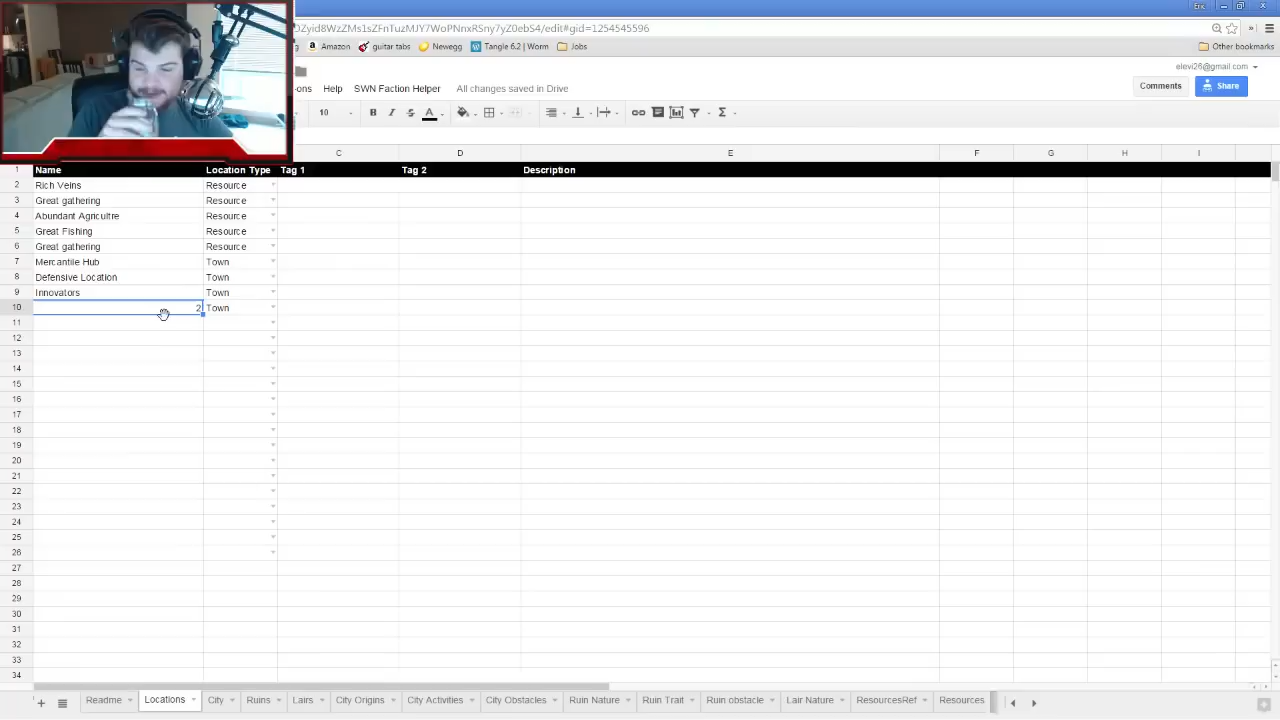 DZyid8WzZMs1sZFnTuzMJY7WoPNnxRSny7yZ0ebS4/edit#gid=1254545596
Amazon guitar tabs Newegg Tangle 6.2 | Worm Jobs Other bookmarks
elevi26@gmail.com
-ons Help SWN Faction Helper All changes saved in Drive Comments Share
10 B I S A Σ
C D E F G H I
1 Name Location Type Tag 1 Tag 2 Description
2 Rich Veins Resource
3 Great gathering Resource
4 Abundant Agricultre Resource
5 Great Fishing Resource
6 Great gathering Resource
7 Mercantile Hub Town
8 Defensive Location Town
9 Innovators Town
10 2 Town
11
12
13
14
15
16
17
18
19
20
21
22
23
24
25
26
27
28
29
30
31
32
33
34
Readme Locations City Ruins Lairs City Origins City Activities City Obstacles Ruin Nature Ruin Trait Ruin obstacle Lair Nature ResourcesRef Resources